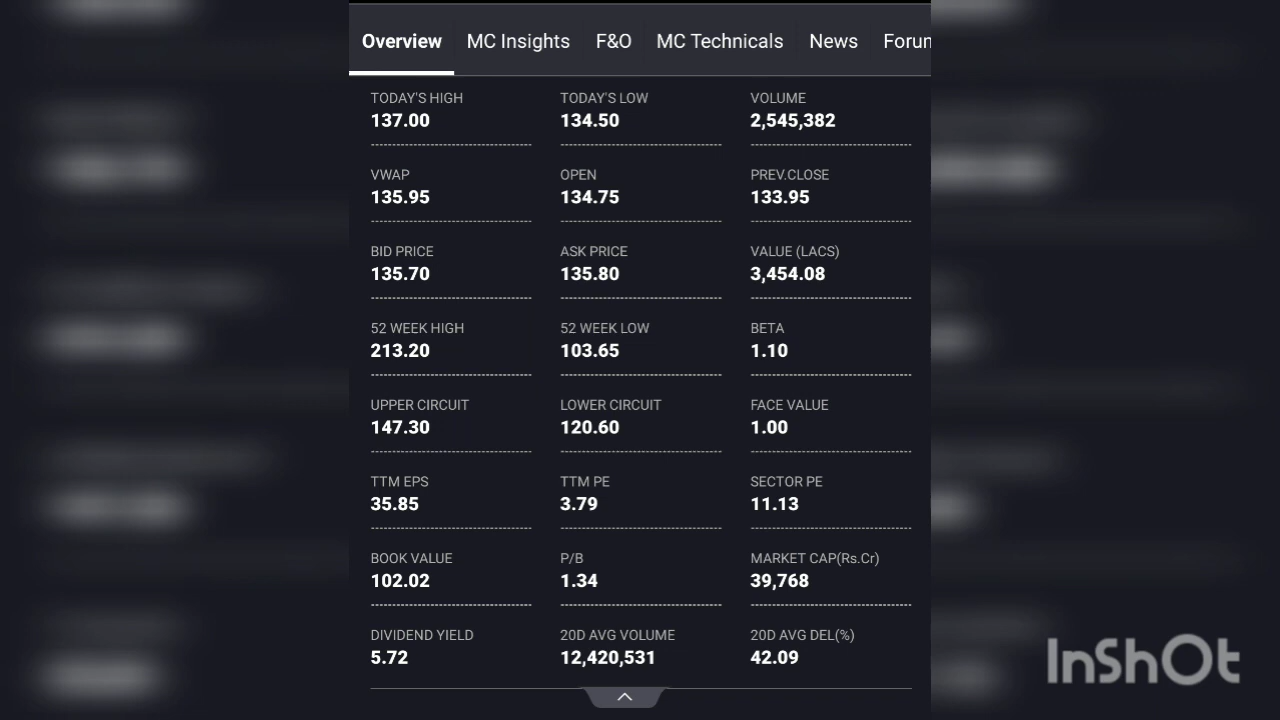 Overview MC Insights F&O MC Technicals News Forun
TODAY'S HIGH TODAY'S LOW VOLUME
137.00 134.50 2,545,382
VWAP OPEN PREV.CLOSE
135.95 134.75 133.95
BID PRICE ASK PRICE VALUE (LACS)
135.70 135.80 3,454.08
52 WEEK HIGH 52 WEEK LOW BETA
213.20 103.65 1.10
UPPER CIRCUIT LOWER CIRCUIT FACE VALUE
147.30 120.60 1.00
TTM EPS TTM PE SECTOR PE
35.85 3.79 11.13
BOOK VALUE P/B MARKET CAP(Rs.Cr)
102.02 1.34 39,768
DIVIDEND YIELD 20D AVG VOLUME 20D AVG DEL(%)
5.72 12,420,531 42.09
InShOt